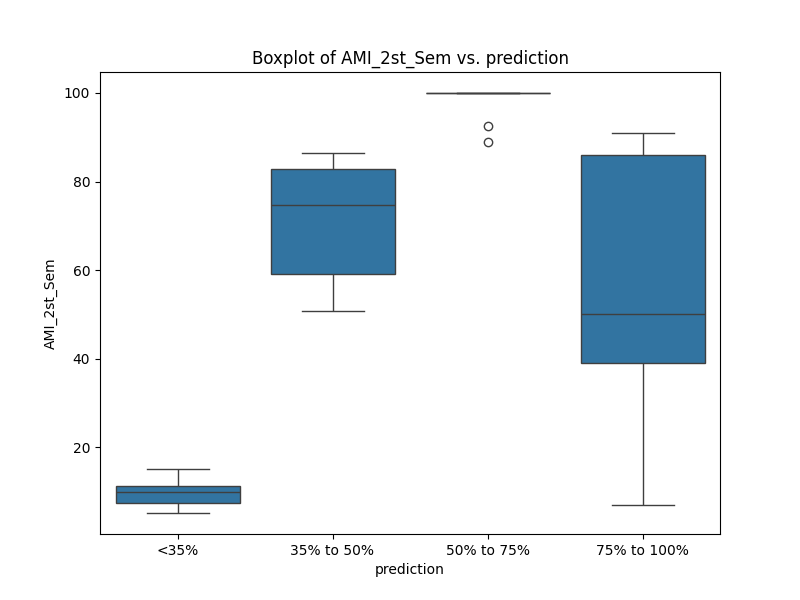 Boxplot of AMI_2st_Sem vs. prediction
AMI_2st_Sem
100
80
60
40
20
<35%
35% to 50%
50% to 75%
75% to 100%
prediction